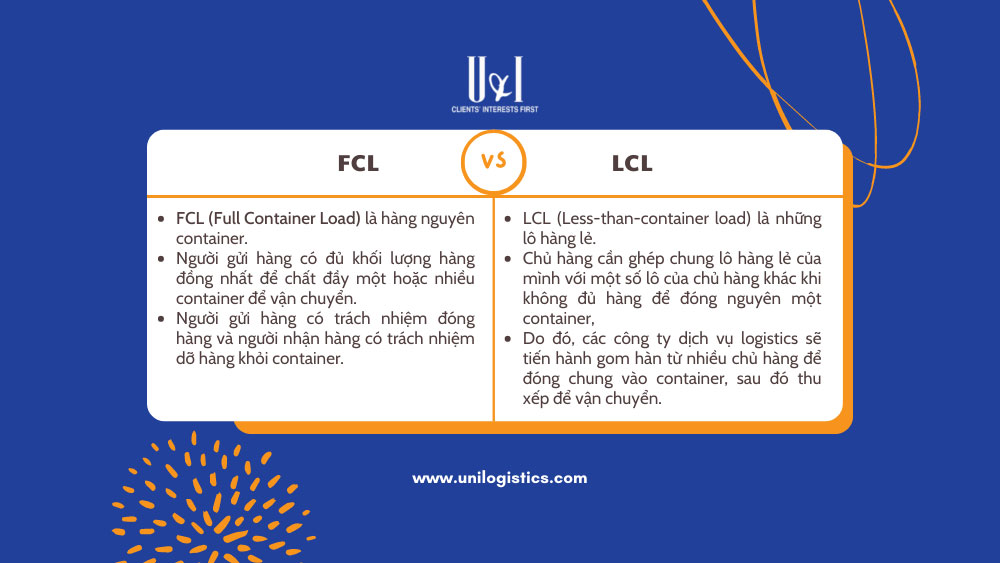 U&I
CLIENTS' INTERESTS FIRST
FCL
VS
LCL
FCL (Full Container Load) là hàng nguyên
container.
Người gửi hàng có đủ khối lượng hàng
đồng nhất để chất đầy một hoặc nhiều
container để vận chuyển.
Người gửi hàng có trách nhiệm đóng
hàng và người nhận hàng có trách nhiệm
dỡ hàng khỏi container.
LCL (Less-than-container load) là những
lô hàng lẻ.
Chủ hàng cần ghép chung lô hàng lẻ của
mình với một số lô của chủ hàng khác khi
không đủ hàng để đóng nguyên một
container,
Do đó, các công ty dịch vụ logistics sẽ
tiến hành gom hàn từ nhiều chủ hàng để
đóng chung vào container, sau đó thu
xếp để vận chuyển.
www.unilogistics.com